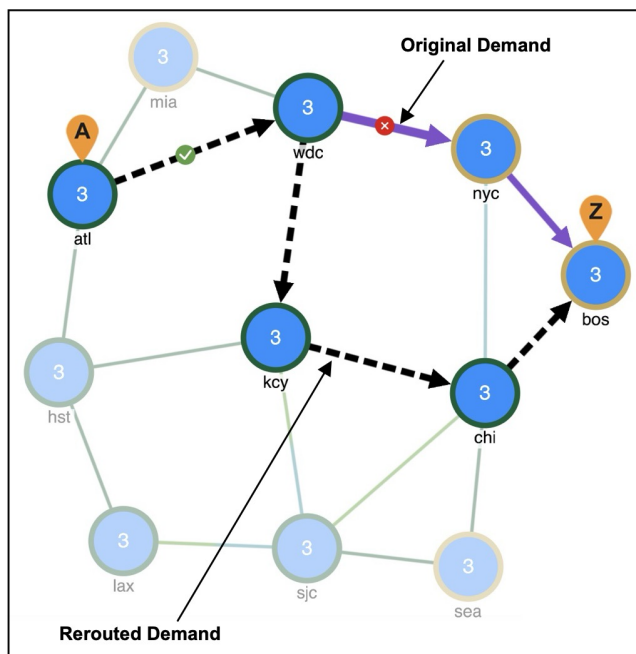 Original Demand
3
mia
3
wdc
A
3
nyc
3
atl
Z
3
bos
3
kcy
3
hst
3
chi
3
lax
3
sjc
3
sea
Rerouted Demand